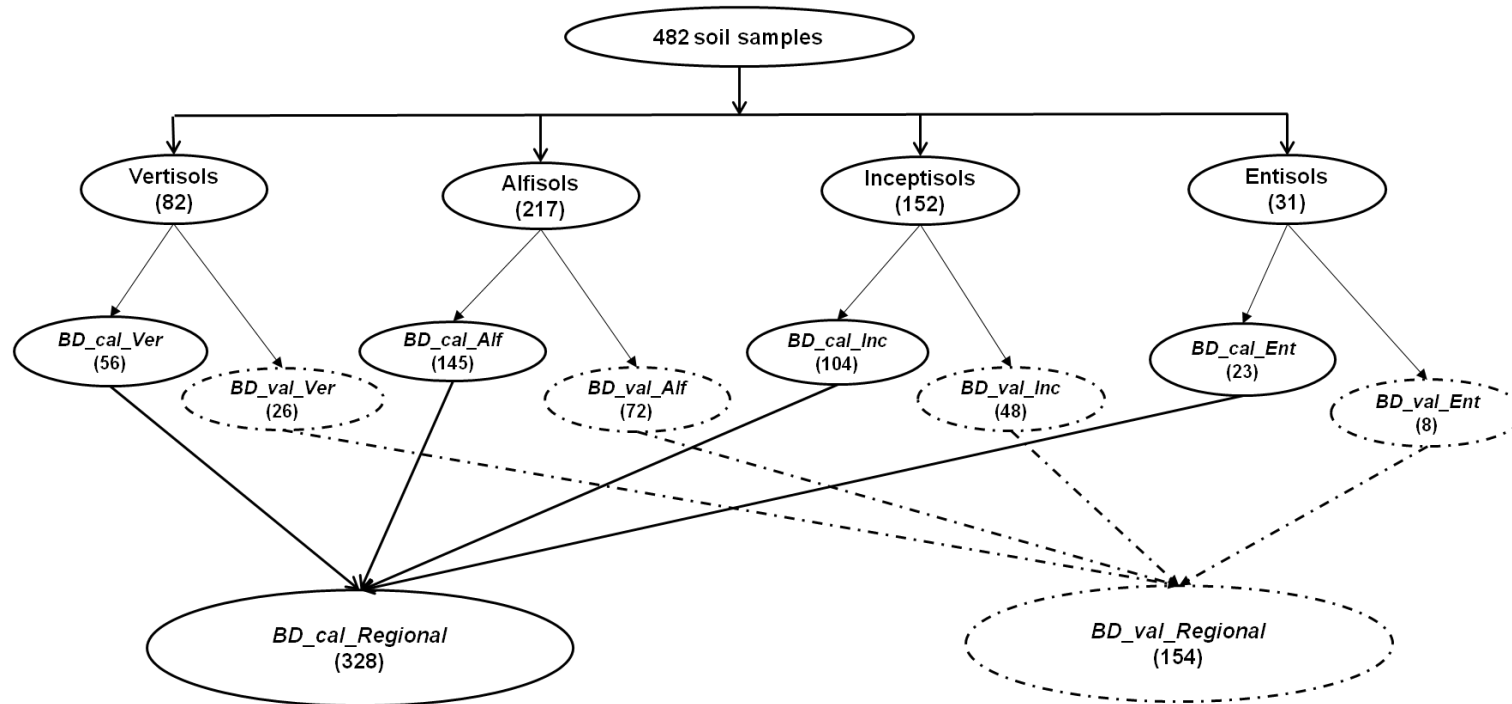 482 soil samples
Vertisols
(82)
Alfisols
(217)
Inceptisols
(152)
Entisols
(31)
BD_cal_Ver
(56)
BD_val_Ver
(26)
BD_cal_Alf
(145)
BD_val_Alf
(72)
BD_cal_Inc
(104)
BD_val_Inc
(48)
BD_cal_Ent
(23)
BD_val_Ent
(8)
BD_cal_Regional
(328)
BD_val_Regional
(154)